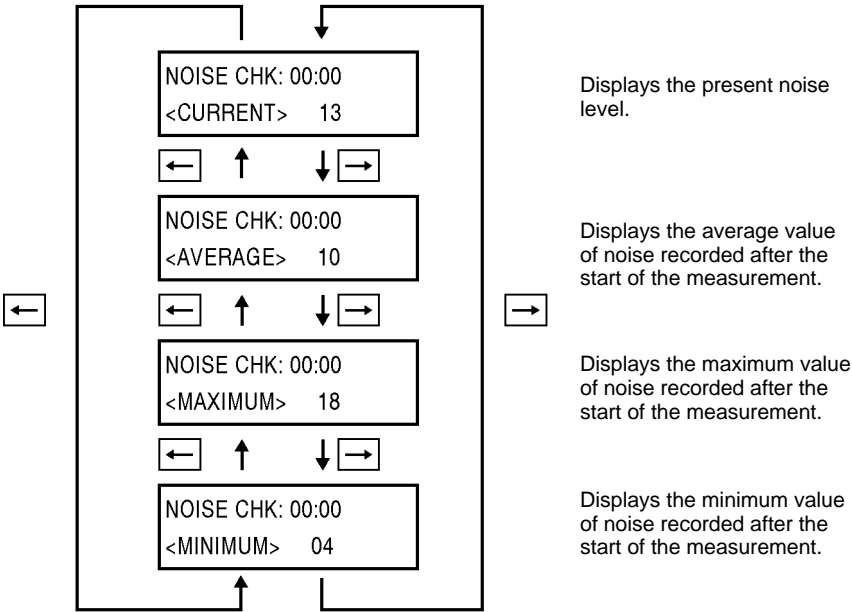 NOISE CHK: 00:00
<CURRENT> 13
Displays the present noise
level.
NOISE CHK: 00:00
<AVERAGE> 10
Displays the average value
of noise recorded after the
start of the measurement.
NOISE CHK: 00:00
<MAXIMUM> 18
Displays the maximum value
of noise recorded after the
start of the measurement.
NOISE CHK: 00:00
<MINIMUM> 04
Displays the minimum value
of noise recorded after the
start of the measurement.